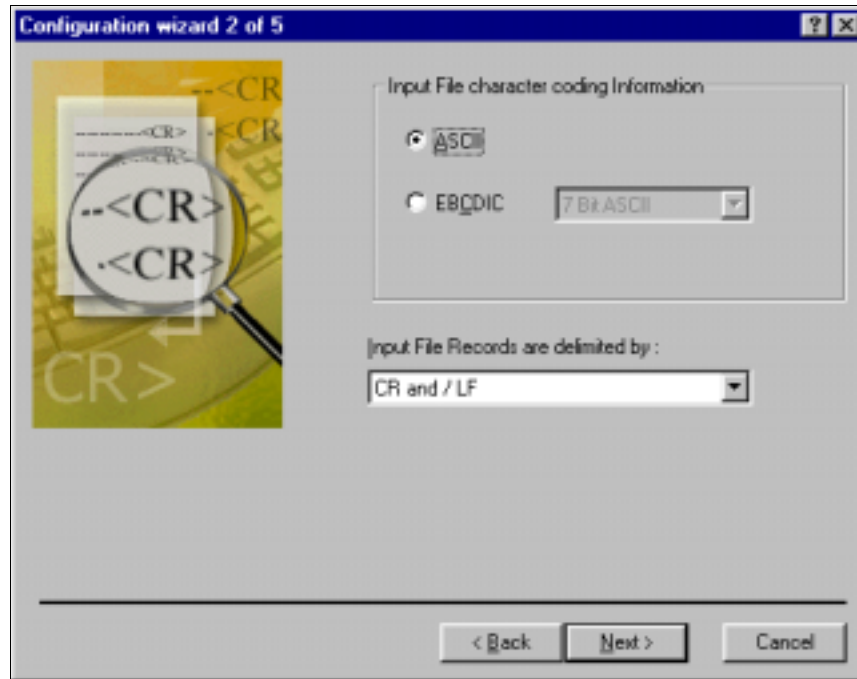 Configuration wizard 2 of 5
--<CR
.<CR
------<CR>
--<CR>
.<CR>
CR>
Input File character coding Information
ASCII
EBCDIC
7 Bit ASCII
Input File Records are delimited by :
CR and / LF
< Back
Next >
Cancel